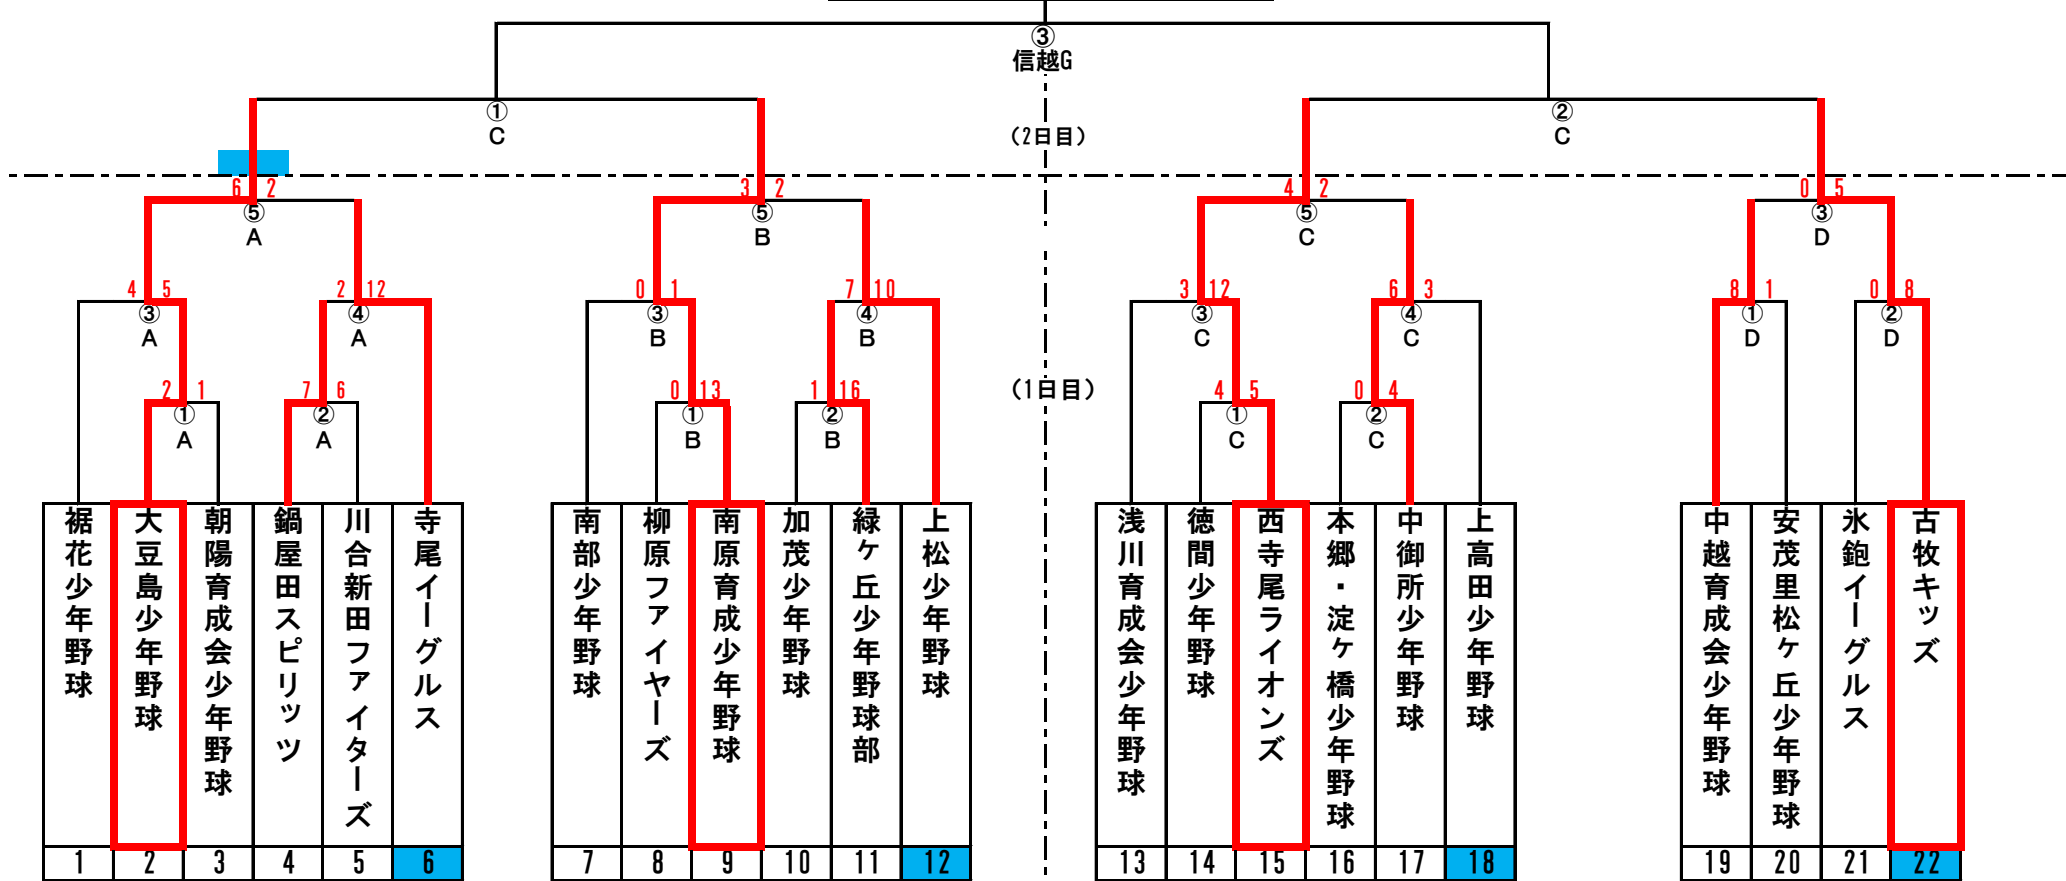 ③
信越G
① ②
C C
(2日目)
6 2 3 2 4 2 0 5
⑤ ⑤ ⑤ ③
A B C D
4 5 2 12 0 1 7 10 3 12 6 3 8 1 0 8
③ ④ ③ ④ ③ ④ ① ②
A A B B C C D D
(1日目)
2 1 7 6 0 13 1 16 4 5 0 4
① ② ① ② ① ②
A A B B C C
裾花少年野球
大豆島少年野球
朝陽育成会少年野球
鍋屋田スピリッツ
川合新田ファイターズ
寺尾イーグルス
南部少年野球
柳原ファイヤーズ
南原育成少年野球
加茂少年野球
緑ヶ丘少年野球部
上松少年野球
浅川育成会少年野球
徳間少年野球
西寺尾ライオンズ
本郷・淀ケ橋少年野球
中御所少年野球
上高田少年野球
中越育成会少年野球
安茂里松ケ丘少年野球
氷鉋イーグルス
古牧キッズ
1 2 3 4 5 6 7 8 9 10 11 12 13 14 15 16 17 18 19 20 21 22